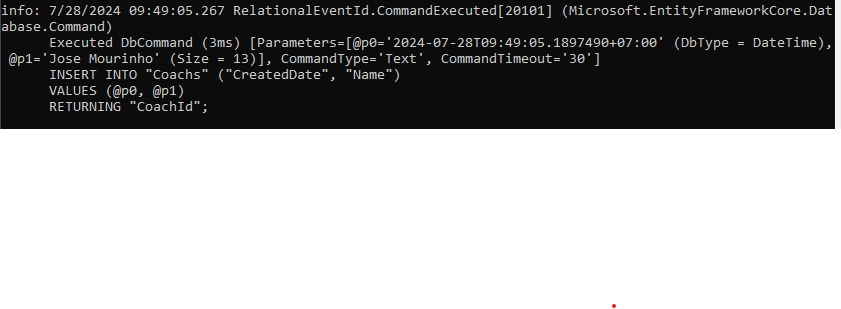 info: 7/28/2024 09:49:05.267 RelationalEventId.CommandExecuted[20101] (Microsoft.EntityFrameworkCore.Dat
abase.Command)
Executed DbCommand (3ms) [Parameters=[@p0='2024-07-28T09:49:05.1897490+07:00' (DbType = DateTime),
@p1='Jose Mourinho' (Size = 13)], CommandType='Text', CommandTimeout='30']
INSERT INTO "Coachs" ("CreatedDate", "Name")
VALUES (@p0, @p1)
RETURNING "CoachId";